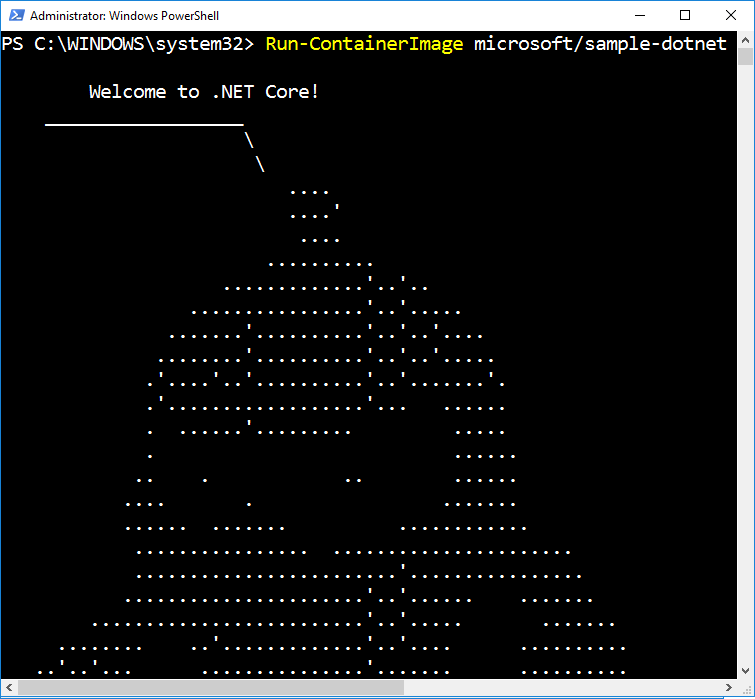 Administrator: Windows PowerShell
PS C:\WINDOWS\system32> Run-ContainerImage microsoft/sample-dotnet
Welcome to .NET Core!